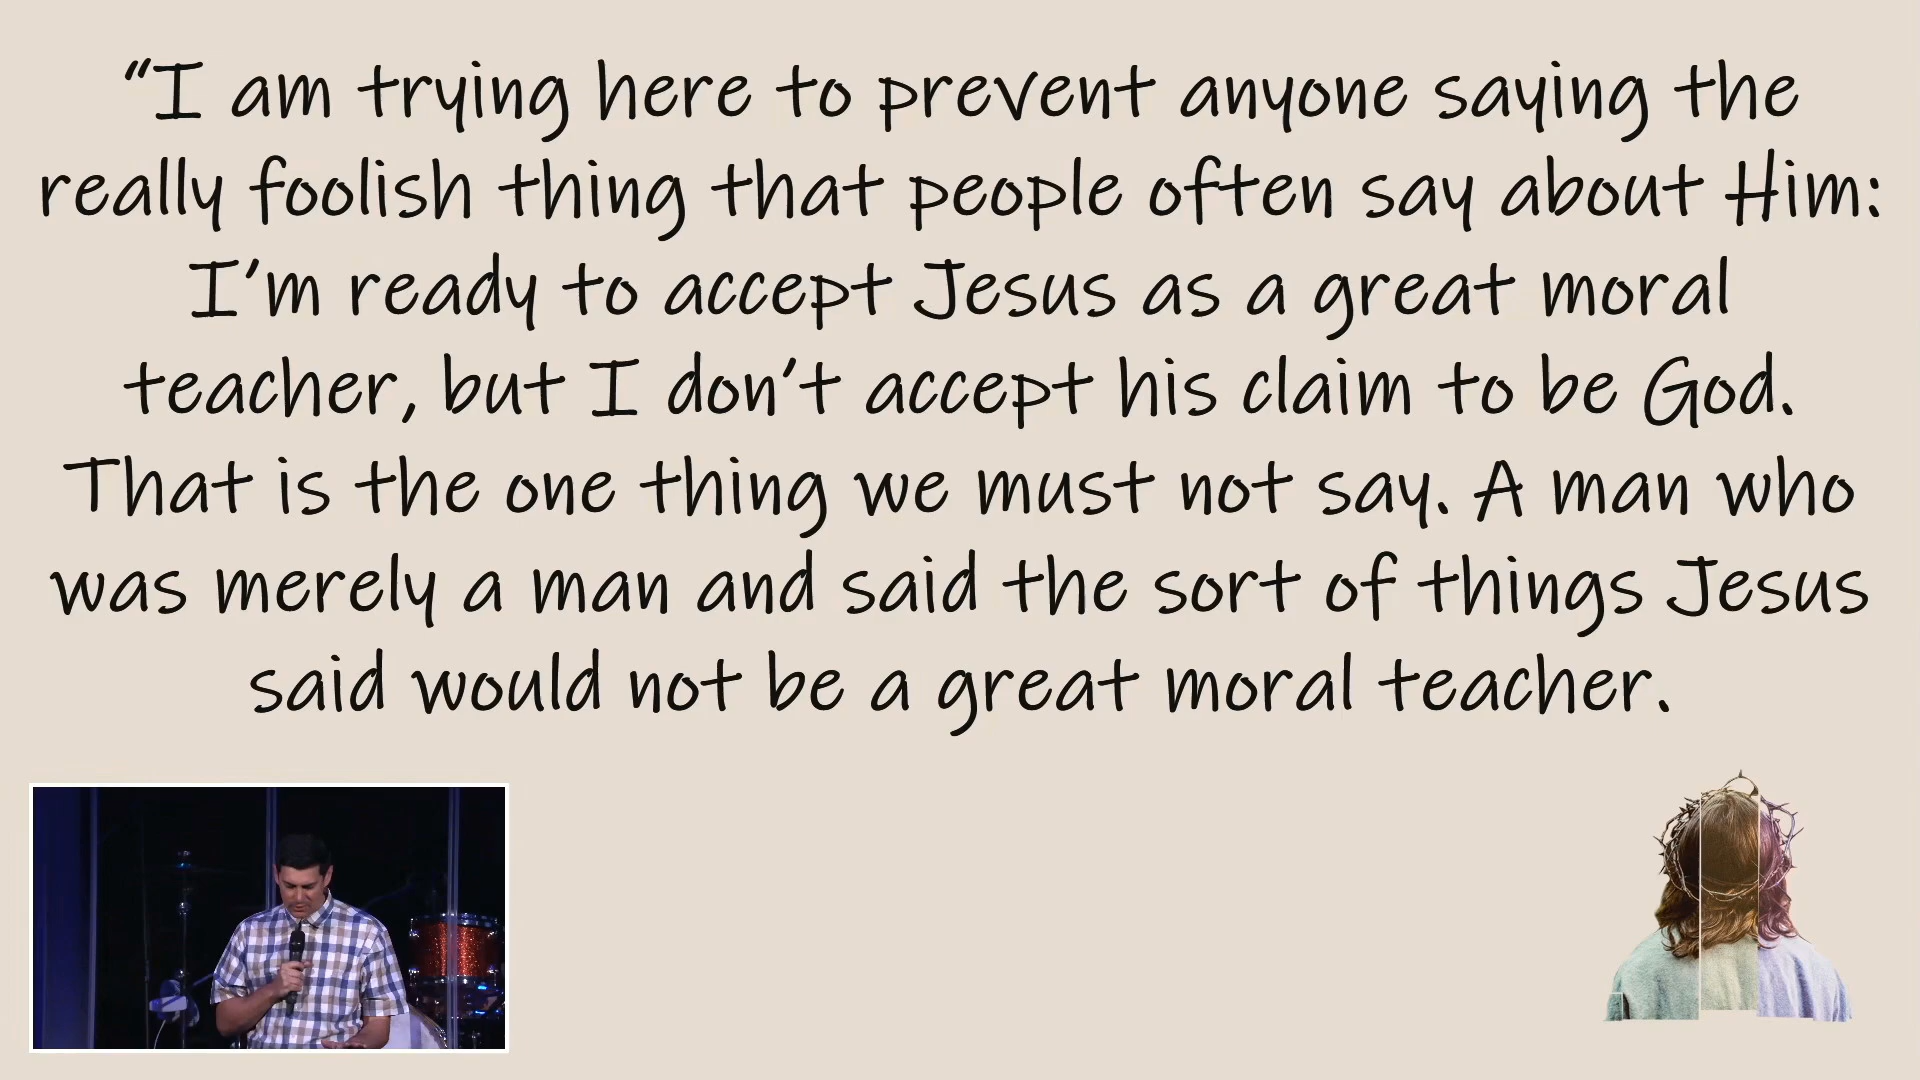 “I am trying here to prevent anyone saying the
really foolish thing that people often say about Him:
I’m ready to accept Jesus as a great moral
teacher, but I don’t accept his claim to be God.
That is the one thing we must not say. A man who
was merely a man and said the sort of things Jesus
said would not be a great moral teacher.